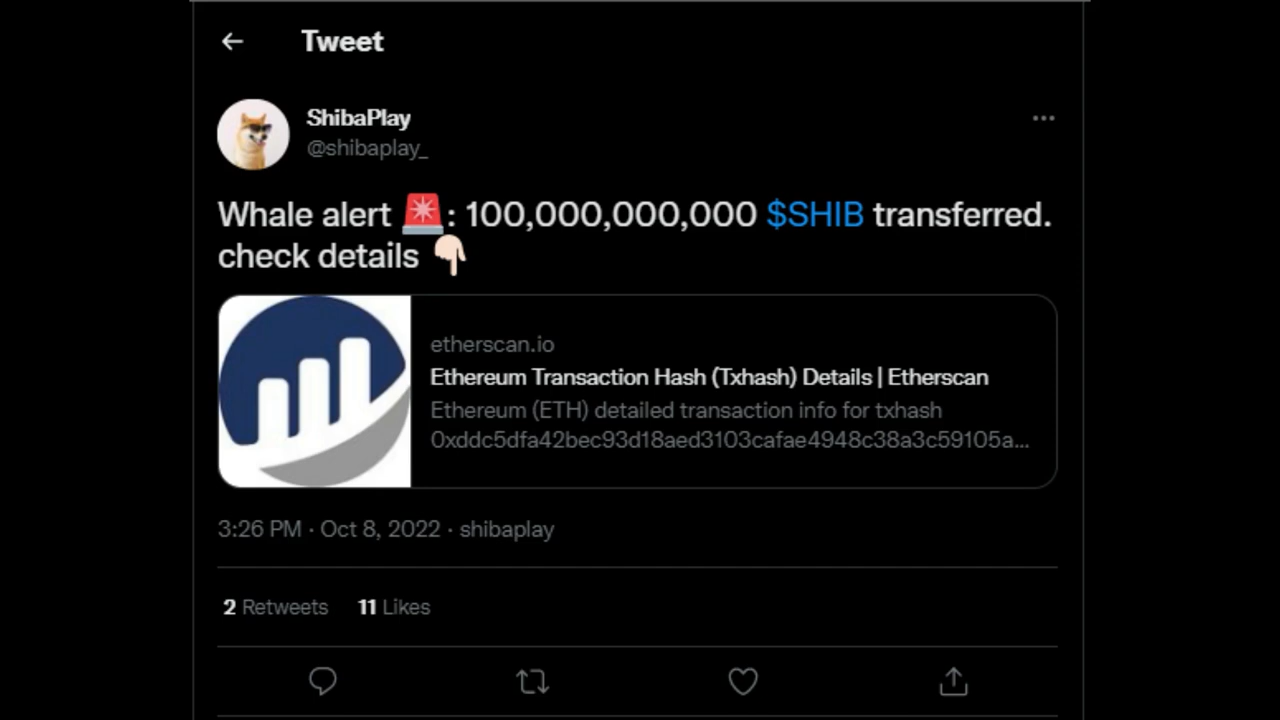 Tweet
ShibaPlay
@shibaplay_
Whale alert 🚨: 100,000,000,000 $SHIB transferred.
check details 👇🏻
etherscan.io
Ethereum Transaction Hash (Txhash) Details | Etherscan
Ethereum (ETH) detailed transaction info for txhash
0xddc5dfa42bec93d18aed3103cafae4948c38a3c59105a...
3:26 PM · Oct 8, 2022 · shibaplay
2 Retweets 11 Likes